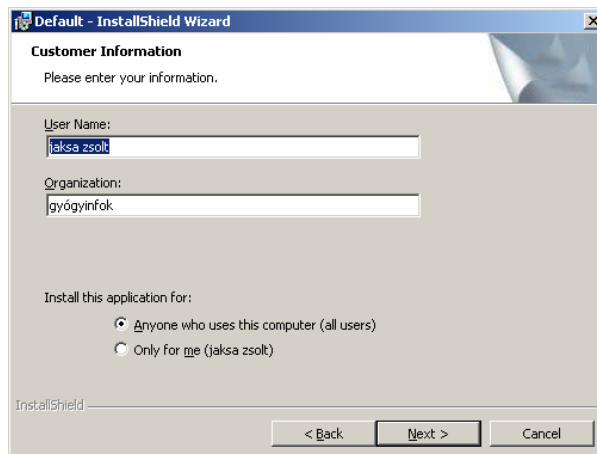 Default - InstallShield Wizard
Customer Information
Please enter your information.
User Name:
jaksa zsolt
Organization:
gyógyinfok
Install this application for:
Anyone who uses this computer (all users)
Only for me (jaksa zsolt)
InstallShield
< Back Next > Cancel